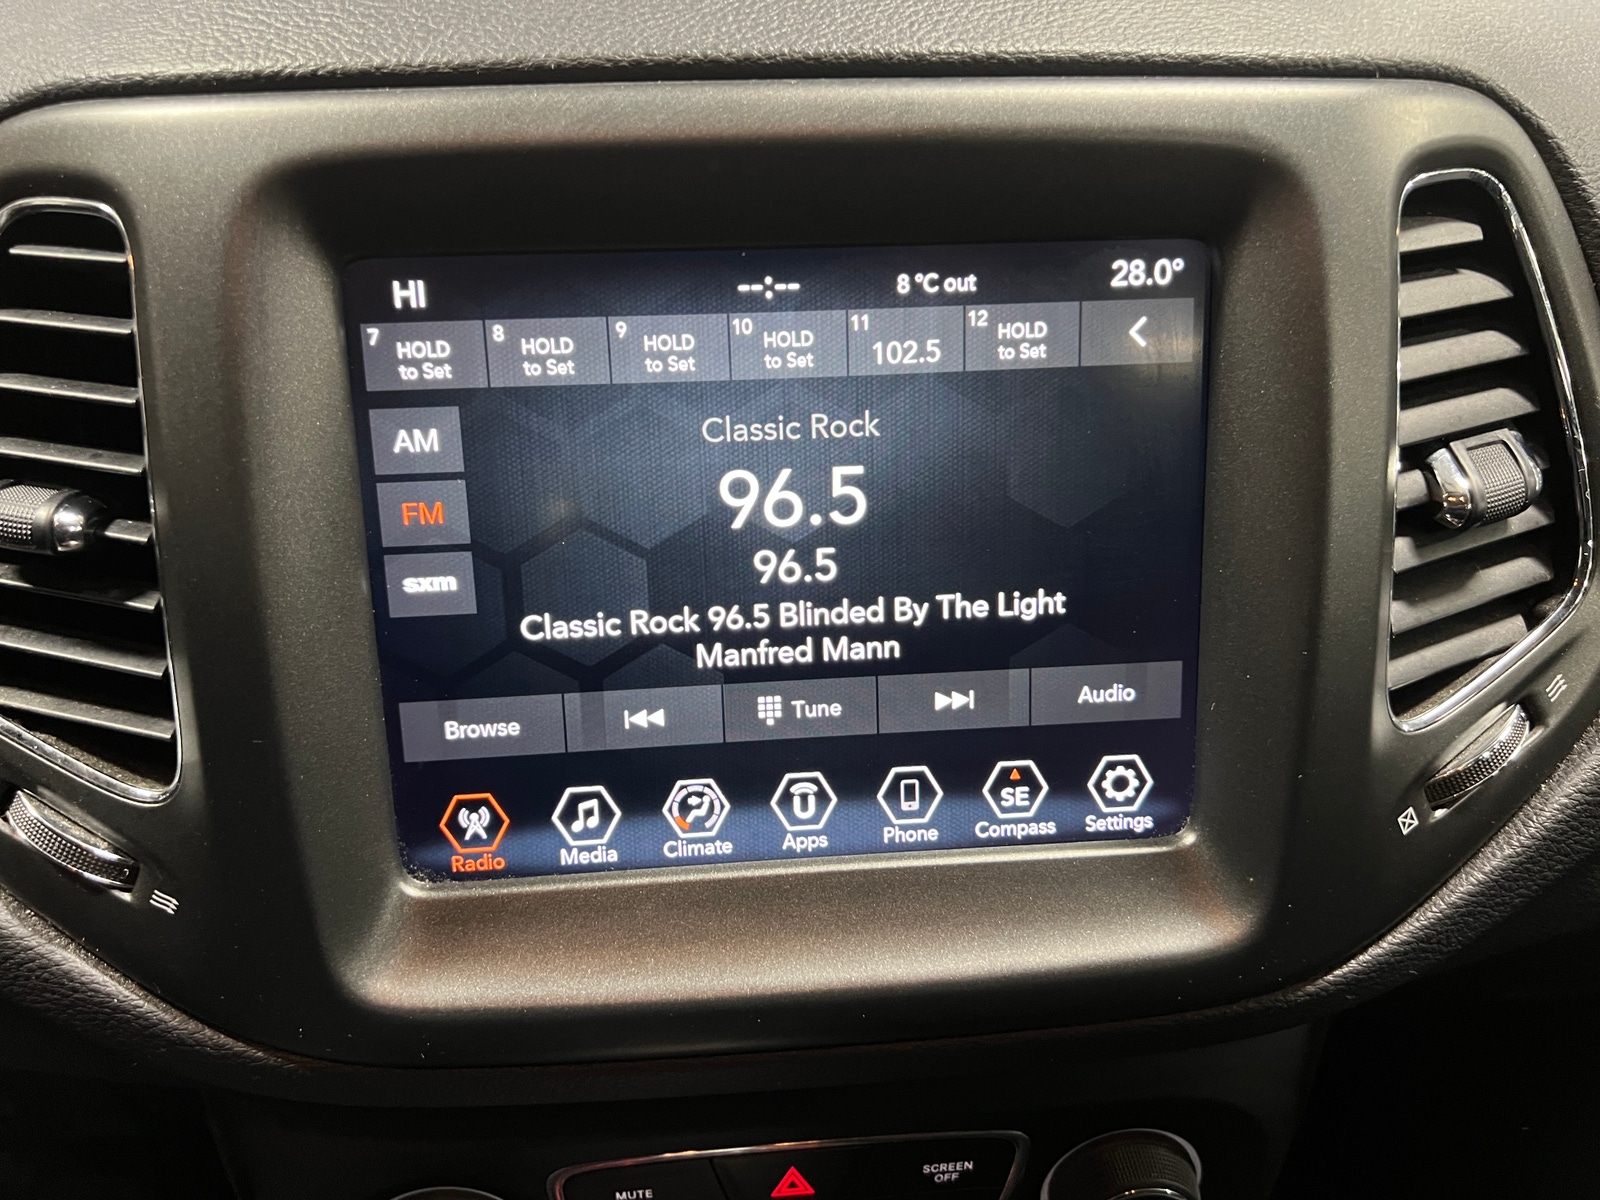 HI --:-- 8°C out 28.0°
7 HOLD to Set 8 HOLD to Set 9 HOLD to Set 10 HOLD to Set 11 102.5 12 HOLD to Set
AM
FM
sxm
Classic Rock
96.5
96.5
Classic Rock 96.5 Blinded By The Light
Manfred Mann
Browse Tune Audio
SE
Radio Media Climate Apps Phone Compass Settings
MUTE SCREEN
OFF